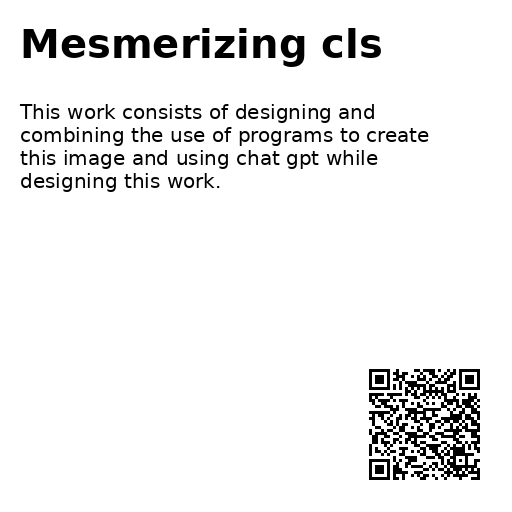 Mesmerizing cls
This work consists of designing and
combining the use of programs to create
this image and using chat gpt while
designing this work.